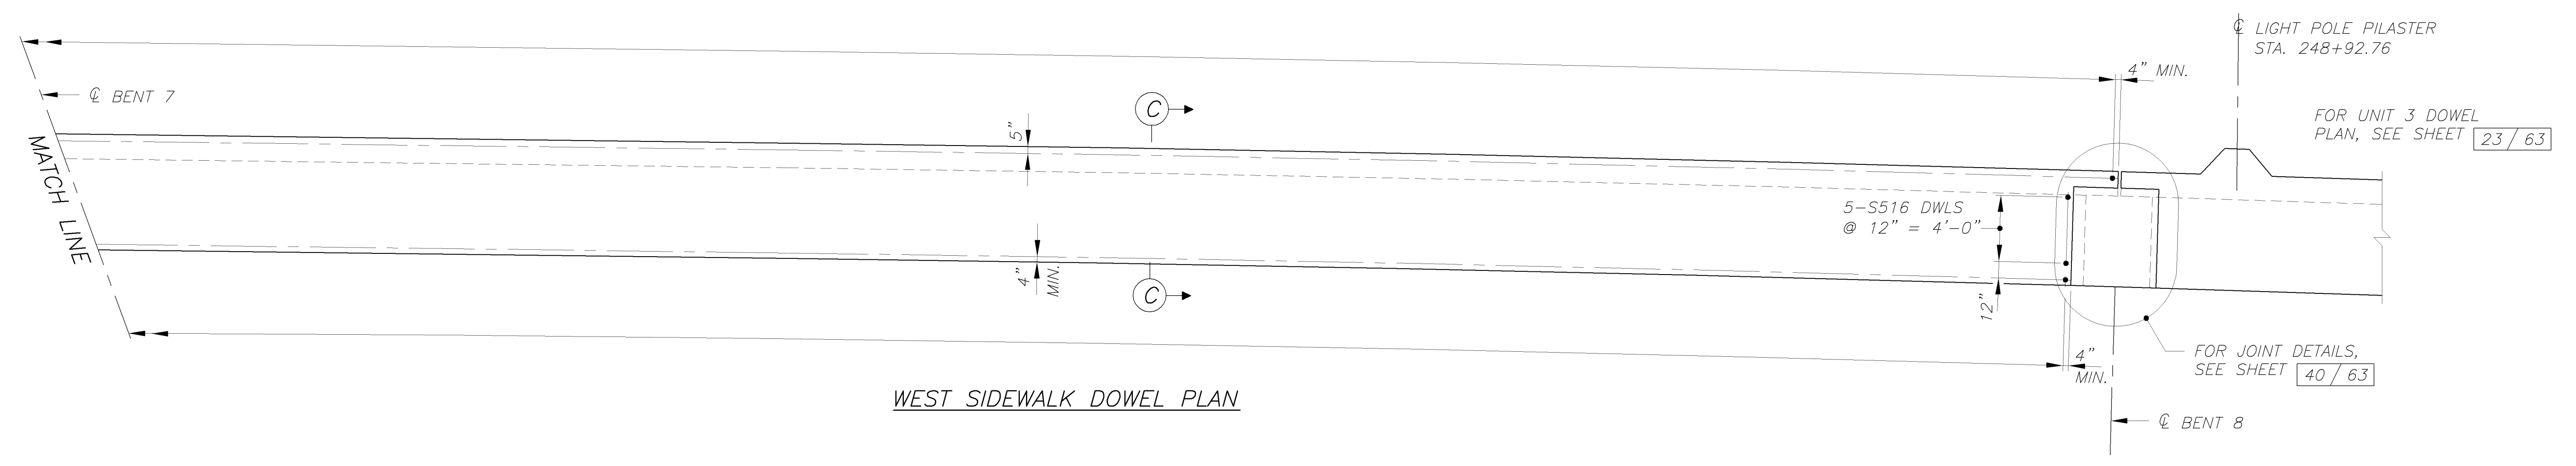 ℄ LIGHT POLE PILASTER
STA. 248+92.76
4" MIN.
℄ BENT 7
C
FOR UNIT 3 DOWEL
PLAN, SEE SHEET 23 / 63
5"
MATCH LINE
5-S516 DWLS
@ 12" = 4'-0"
4"
MIN.
C
12"
4"
MIN.
FOR JOINT DETAILS,
SEE SHEET 40 / 63
WEST SIDEWALK DOWEL PLAN
℄ BENT 8